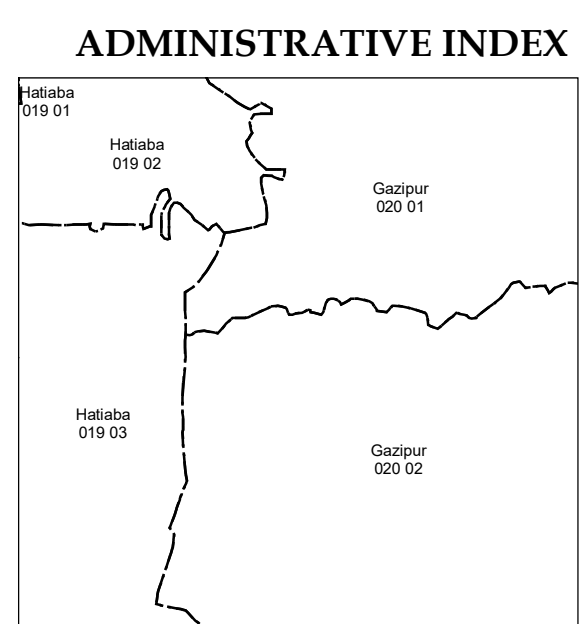 ADMINISTRATIVE INDEX
Hatiaba
019 01
Hatiaba
019 02
Gazipur
020 01
Hatiaba
019 03
Gazipur
020 02